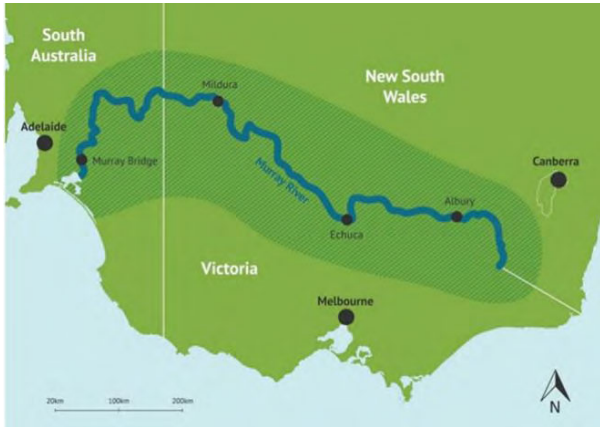 South
Australia
Mildura
New South
Wales
Adelaide
Murray Bridge
Canberra
Murray River
Albury
Echuca
Victoria
Melbourne
20km 100km 200km
N